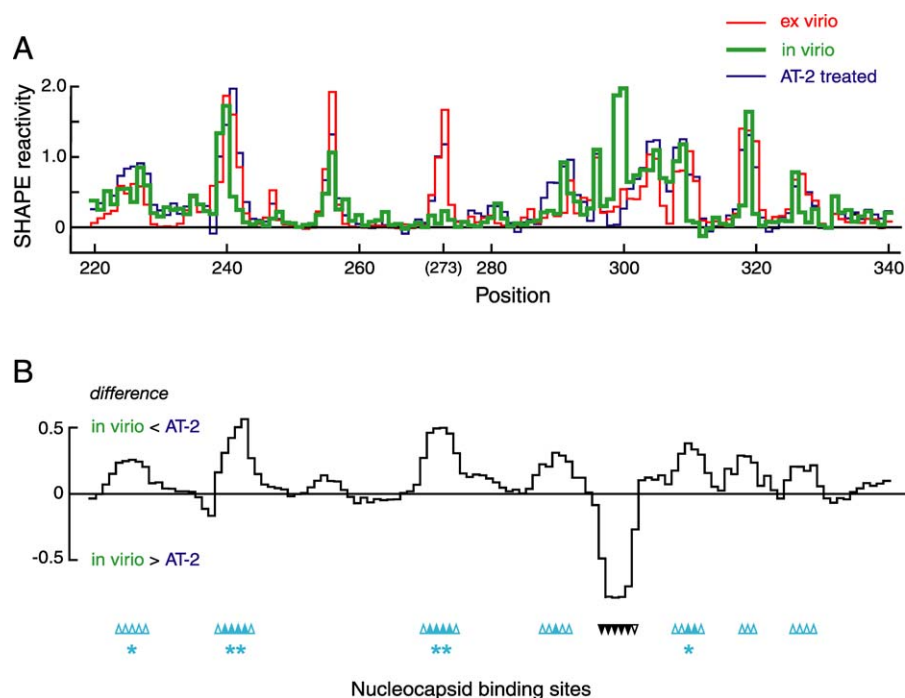 ex virio
in virio
AT-2 treated
A
SHAPE reactivity
2.0
1.0
0
220 240 260 (273) 280 300 320 340
Position
B
difference
in virio < AT-2
0.5
0
-0.5
in virio > AT-2
* ** ** *
Nucleocapsid binding sites